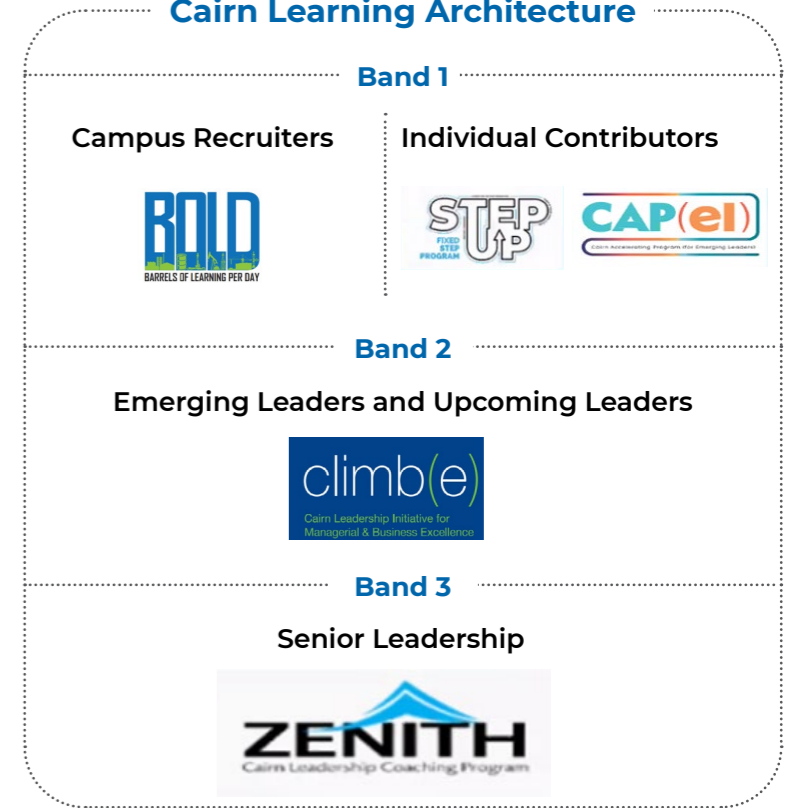 Cairn Learning Architecture
Band 1
Campus Recruiters
BOLD
BARRELS OF LEARNING PER DAY
Individual Contributors
STEP
UP
FIXED
STEP
PROGRAM
CAP(el)
Cairn Accelerating Program (for Emerging Leaders)
Band 2
Emerging Leaders and Upcoming Leaders
climb(e)
Cairn Leadership Initiative for
Managerial & Business Excellence
Band 3
Senior Leadership
ZENITH
Cairn Leadership Coaching Program